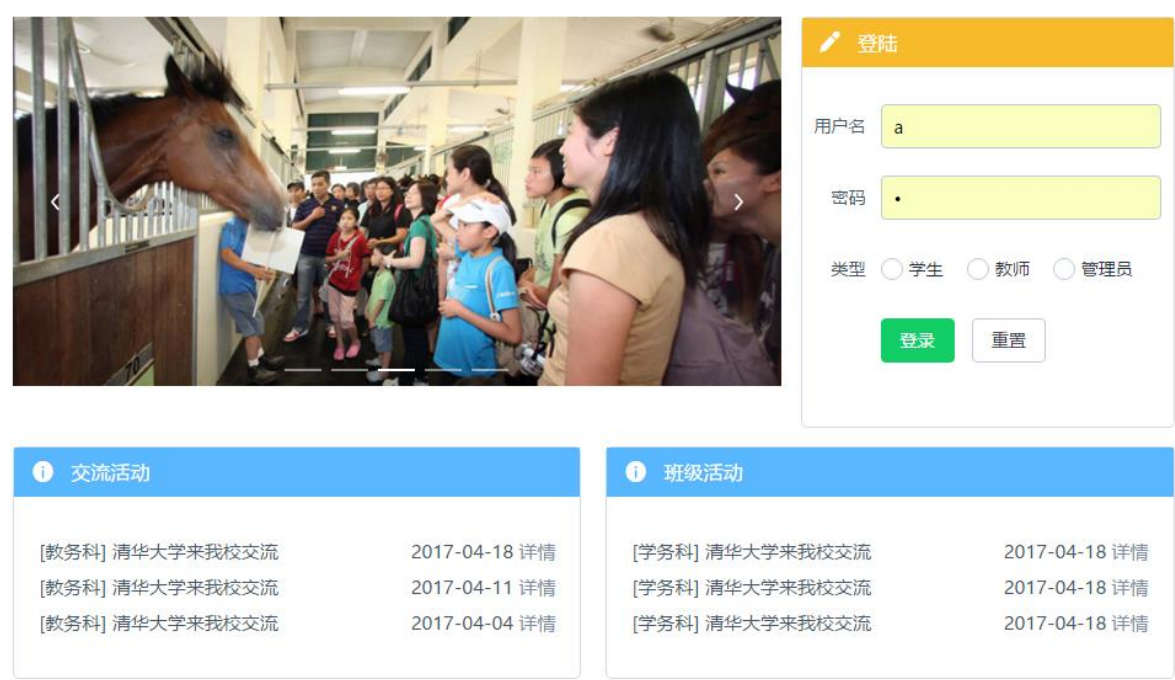 登陆
用户名 a
密码 •
类型 学生 教师 管理员
登录 重置
70
交流活动
[教务科] 清华大学来我校交流 2017-04-18 详情
[教务科] 清华大学来我校交流 2017-04-11 详情
[教务科] 清华大学来我校交流 2017-04-04 详情
班级活动
[学务科] 清华大学来我校交流 2017-04-18 详情
[学务科] 清华大学来我校交流 2017-04-18 详情
[学务科] 清华大学来我校交流 2017-04-18 详情